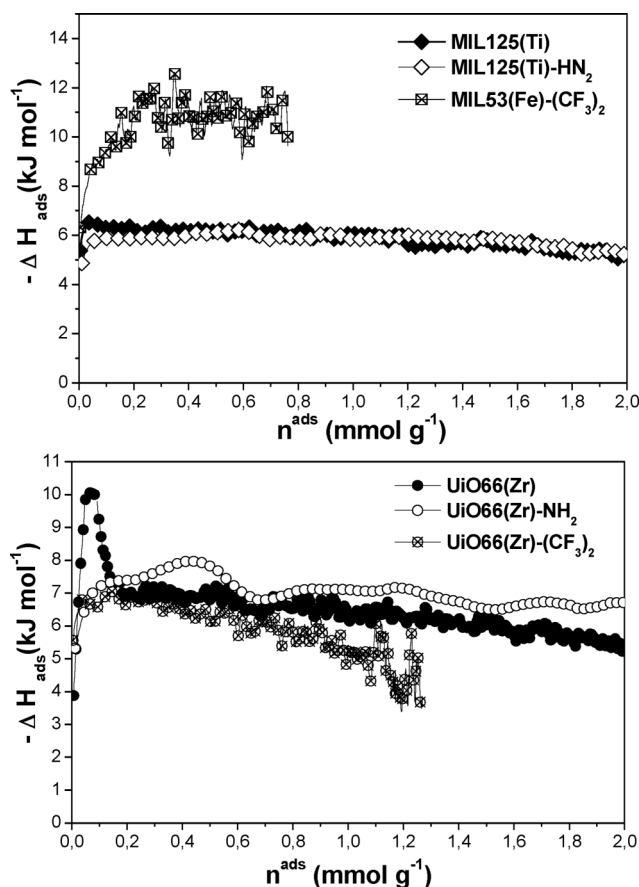 MIL125(Ti)
MIL125(Ti)-HN2
MIL53(Fe)-(CF3)2
- Δ H ads(kJ mol-1)
14
12
10
8
6
4
2
0
0,0 0,2 0,4 0,6 0,8 1,0 1,2 1,4 1,6 1,8 2,0
nads (mmol g-1)
UiO66(Zr)
UiO66(Zr)-NH2
UiO66(Zr)-(CF3)2
- Δ H ads(kJ mol-1)
11
10
9
8
7
6
5
4
3
2
1
0
0,0 0,2 0,4 0,6 0,8 1,0 1,2 1,4 1,6 1,8 2,0
nads (mmol g-1)